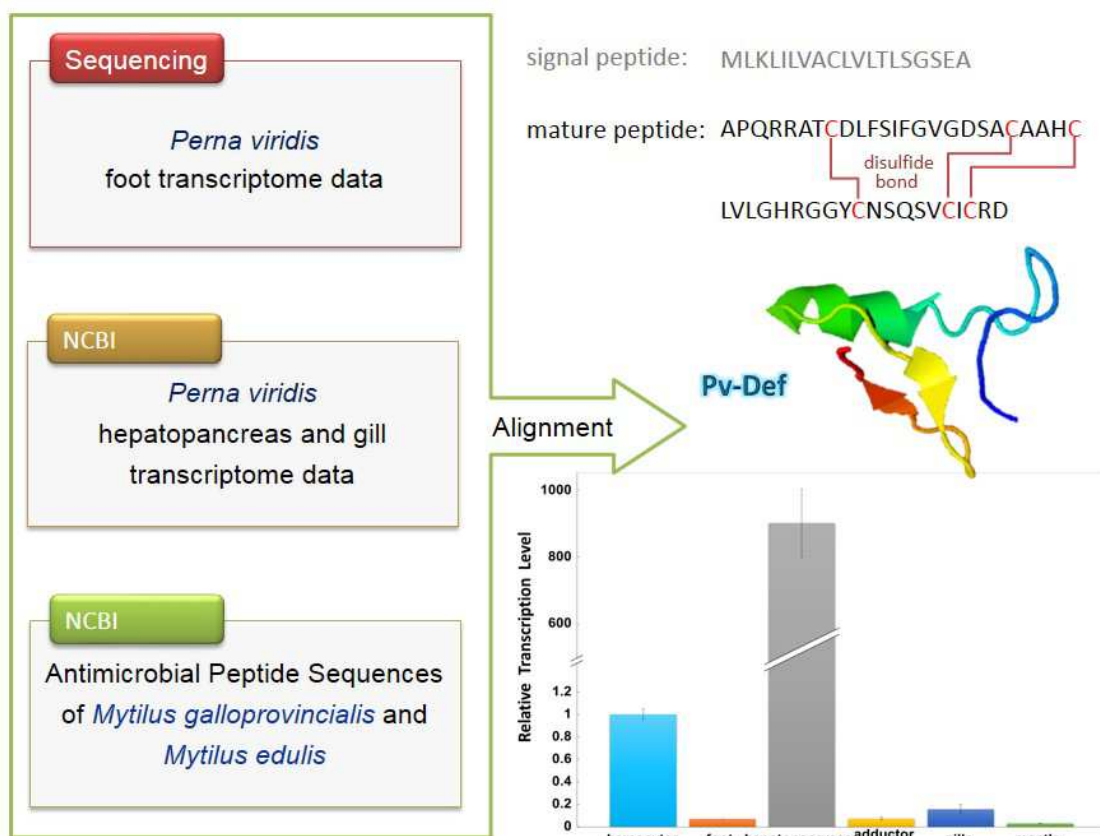 Sequencing
Perna viridis
foot transcriptome data
NCBI
Perna viridis
hepatopancreas and gill
transcriptome data
NCBI
Antimicrobial Peptide Sequences
of Mytilus galloprovincialis and
Mytilus edulis
Alignment
signal peptide: MLKLILVACLVLTLSGSEA
mature peptide: APQRRATCDLFSIFGVGDSACAAHC
disulfide
bond
LVLGHRGGYCNSQSVCICRD
Pv-Def
Relative Transcription Level
1000
800
600
1.2
1
0.8
0.6
0.4
0.2
0
adductor